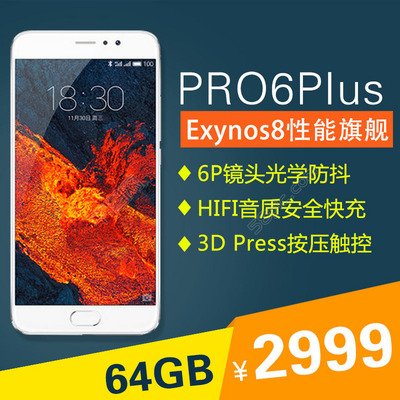 100
18:30
PRO6Plus
Exynos8性能旗舰
6P镜头光学防抖
HIFI音质安全快充
3D Press按压触控
64GB
¥2999